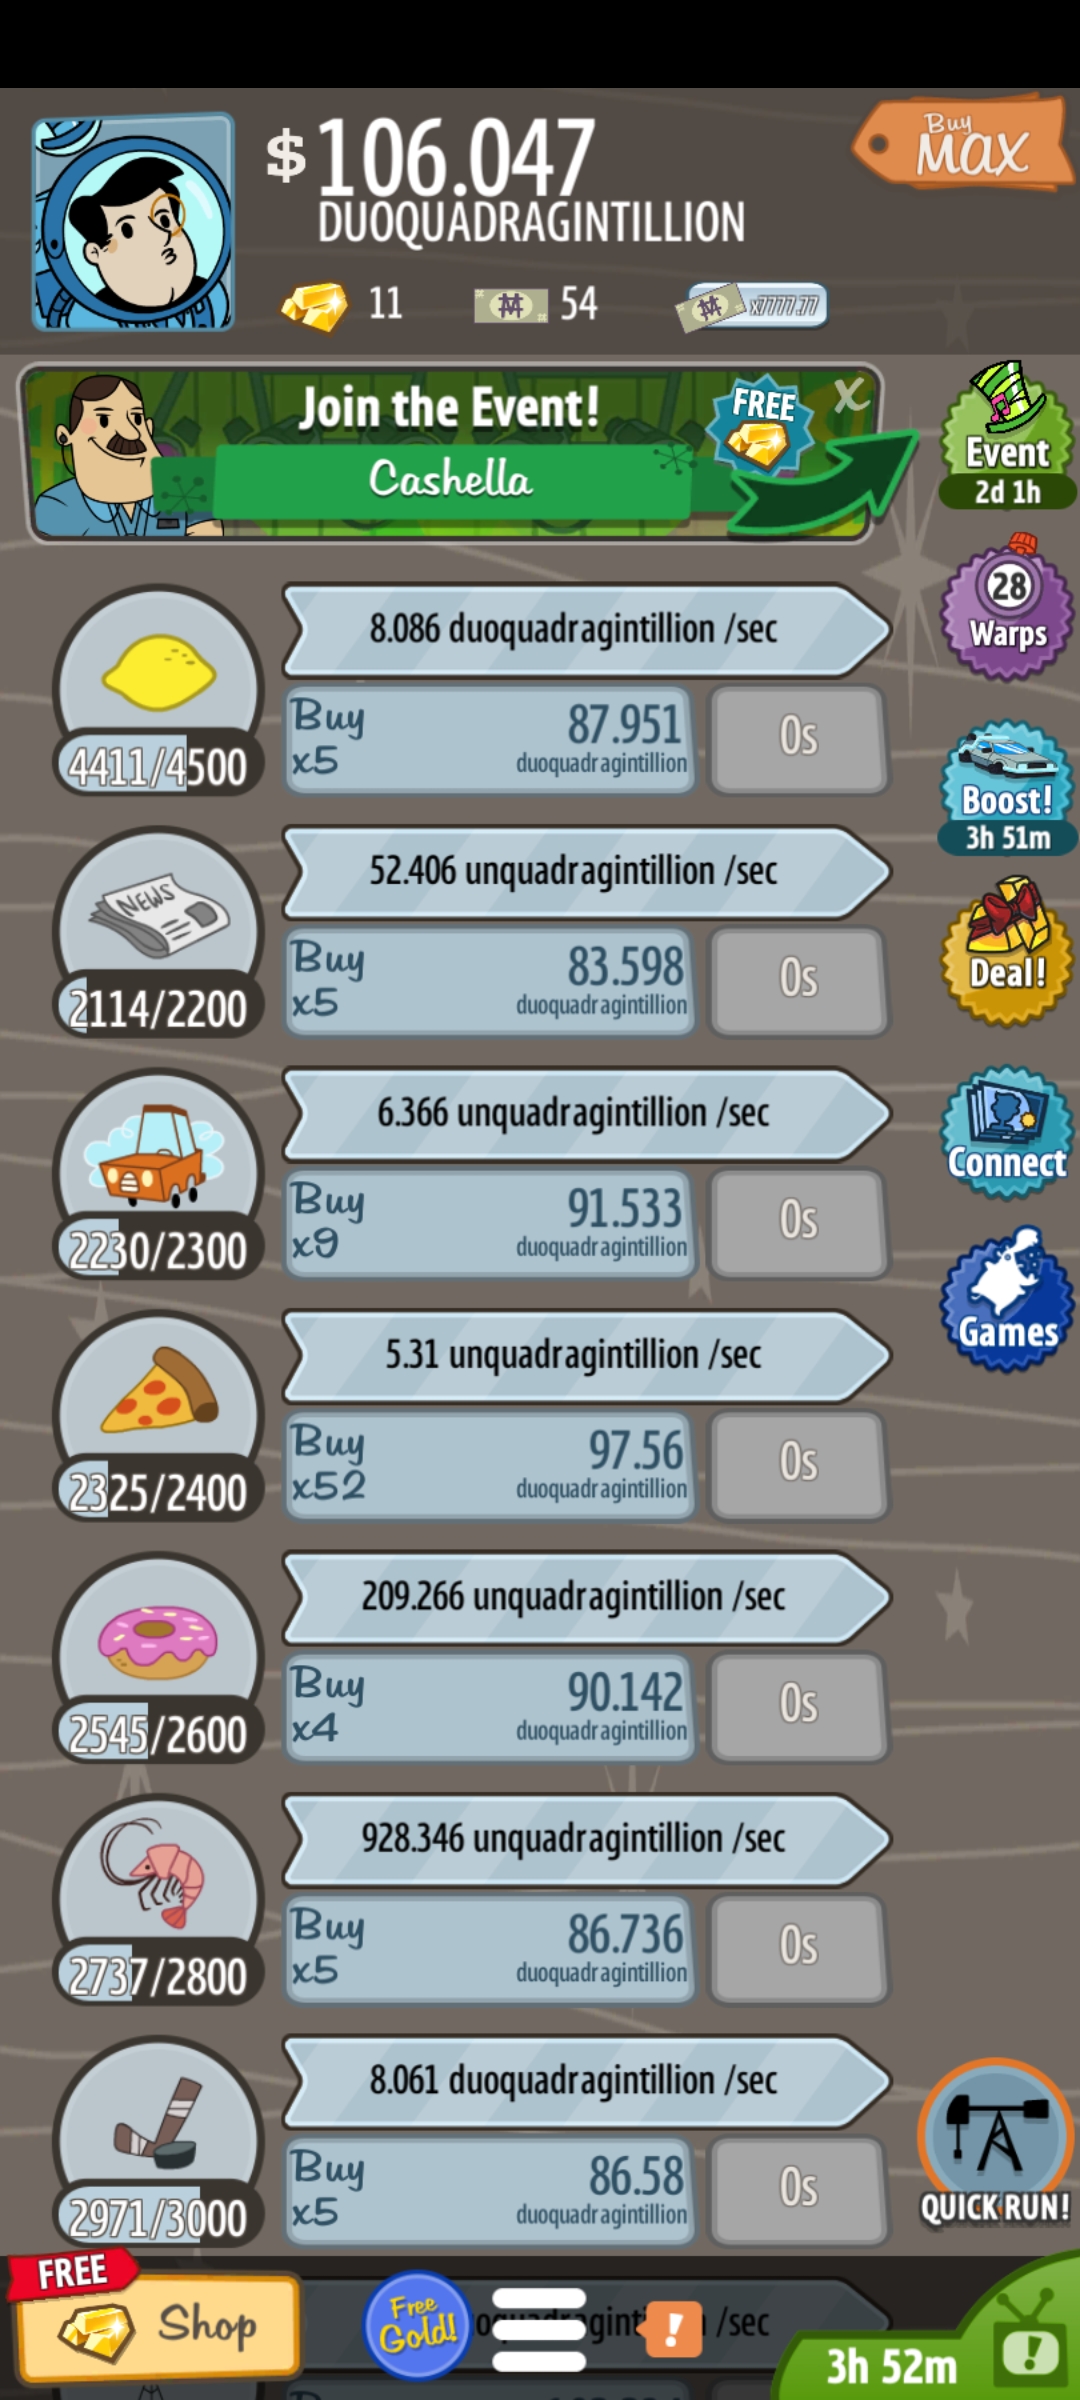 $106.047
DUOQUADRAGINTILLION
Buy
MAX
11
54
x7777.77
Join the Event!
Cashella
FREE
X
Event
2d 1h
28
Warps
8.086 duoquadragintillion /sec
4411/4500
Buy
x5
87.951
duoquadragintillion
0s
Boost!
3h 51m
NEWS
52.406 unquadragintillion /sec
2114/2200
Buy
x5
83.598
duoquadragintillion
0s
Deal!
6.366 unquadragintillion /sec
2230/2300
Buy
x9
91.533
duoquadragintillion
0s
Connect
5.31 unquadragintillion /sec
2325/2400
Buy
x52
97.56
duoquadragintillion
0s
Games
209.266 unquadragintillion /sec
2545/2600
Buy
x4
90.142
duoquadragintillion
0s
928.346 unquadragintillion /sec
2737/2800
Buy
x5
86.736
duoquadragintillion
0s
8.061 duoquadragintillion /sec
2971/3000
Buy
x5
86.58
duoquadragintillion
0s
QUICK RUN!
FREE
Shop
Free
Gold!
/sec
!
!
3h 52m